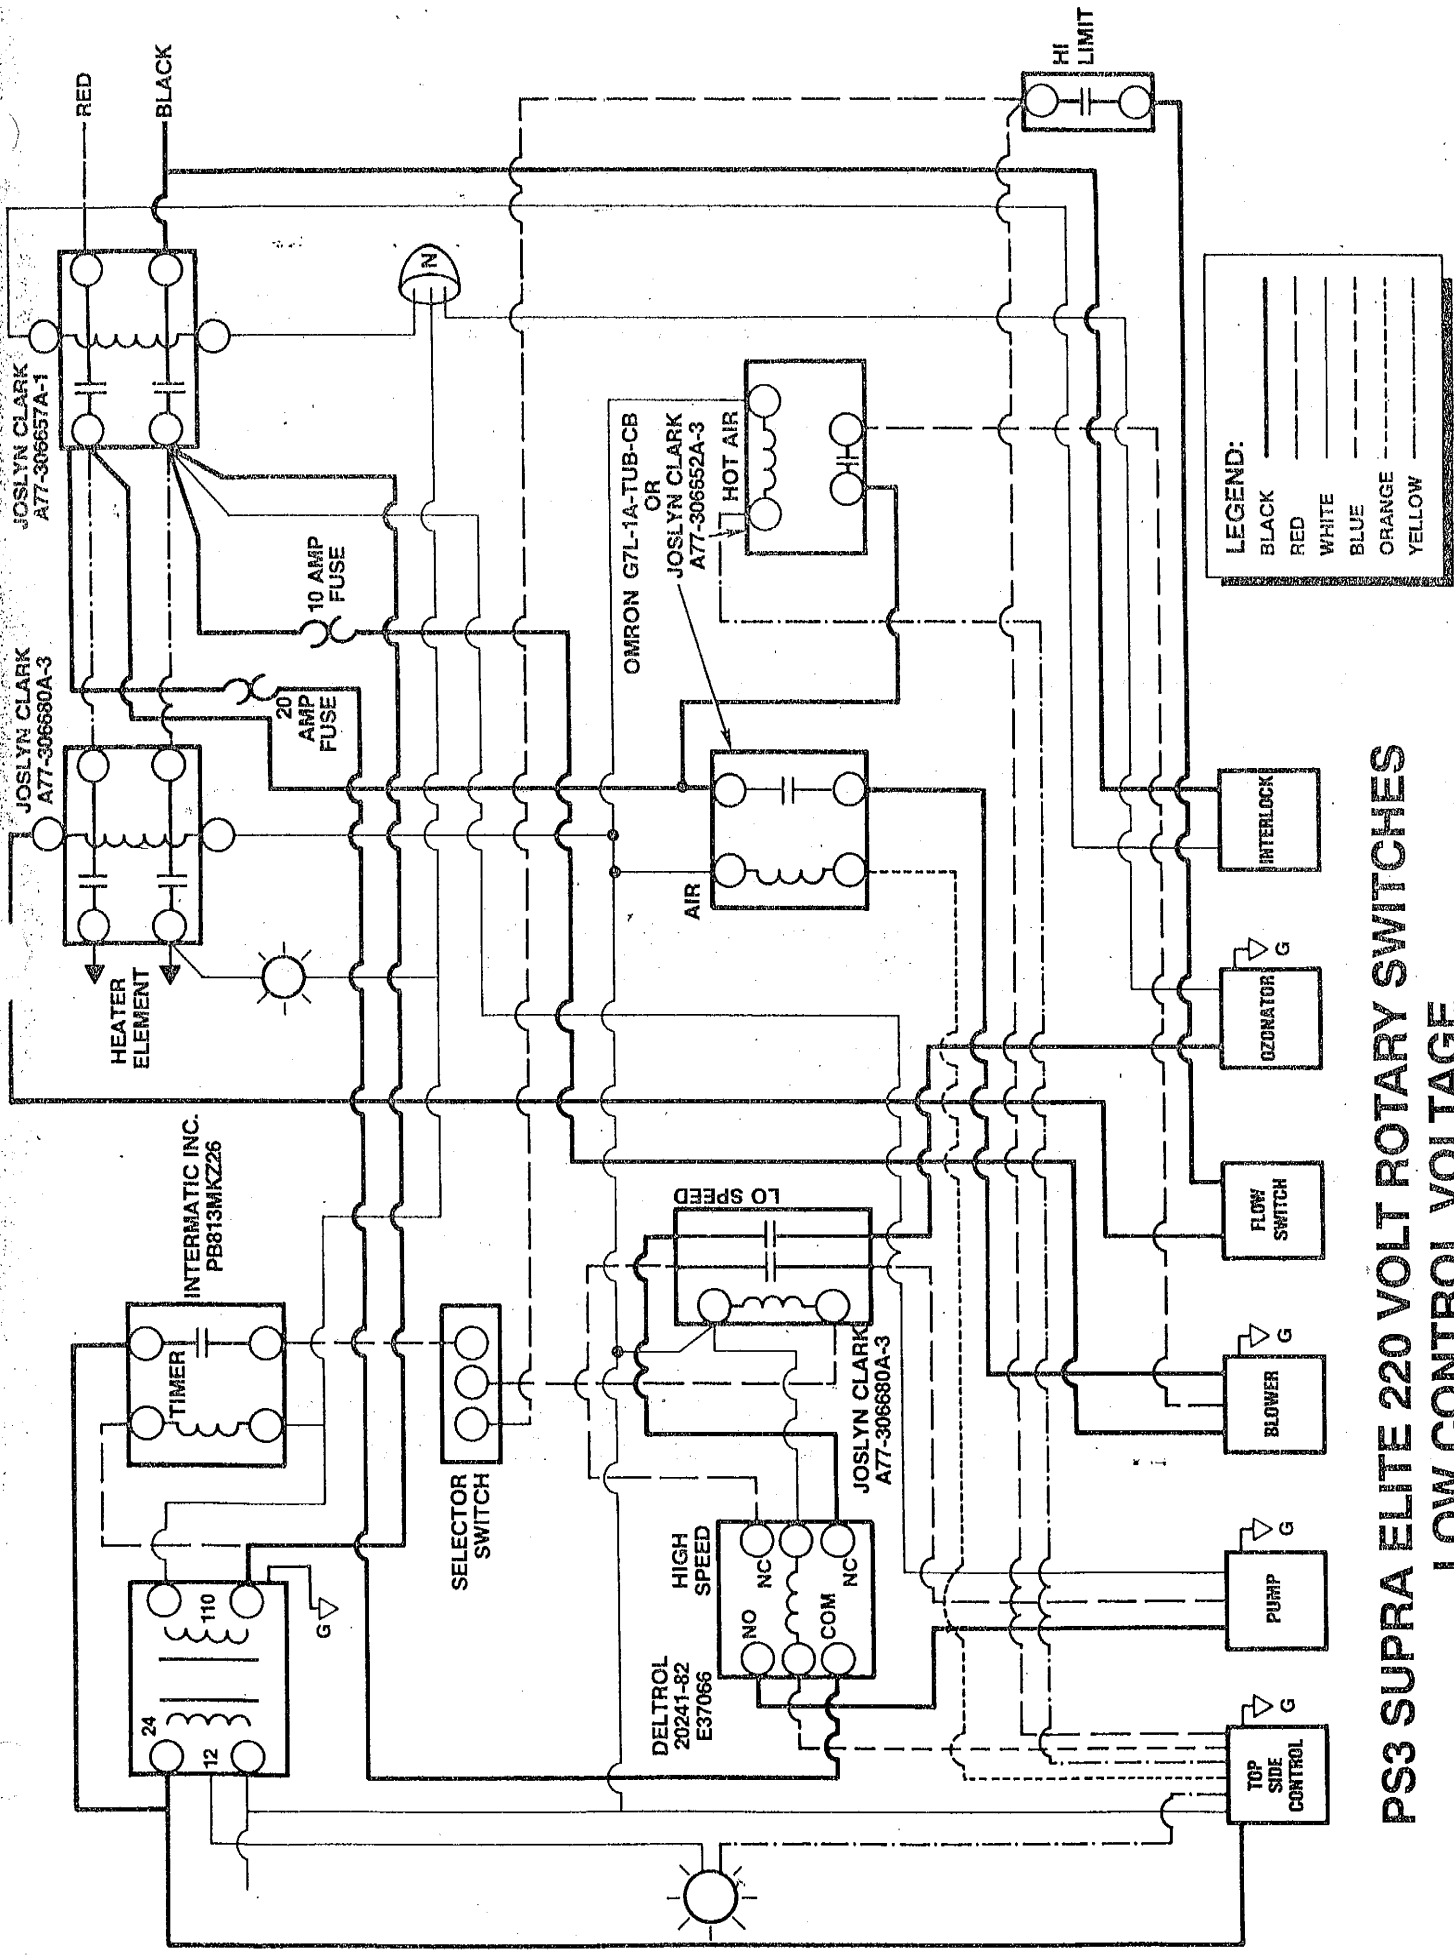 RED
BLACK
JOSLYN CLARK
A77-306657A-1
JOSLYN CLARK
A77-306680A-3
HEATER
ELEMENT
20
AMP
FUSE
10 AMP
FUSE
N
INTERMATIC INC.
PB813MKZ26
TIMER
24
12
110
G
SELECTOR
SWITCH
OMRON G7L-1A-TUB-CB
OR
JOSLYN CLARK
A77-306652A-3
HOT AIR
AIR
LO SPEED
JOSLYN CLARK
A77-306680A-3
HIGH
SPEED
NO
NC
COM
NC
DELTROL
20241-82
E37066
HI
LIMIT
TOP
SIDE
CONTROL
G
PUMP
G
BLOWER
G
FLOW
SWITCH
OZONATOR
G
INTERLOCK
LEGEND:
BLACK
RED
WHITE
BLUE
ORANGE
YELLOW
PS3 SUPRA ELITE 220 VOLT ROTARY SWITCHES
LOW CONTROL VOLTAGE